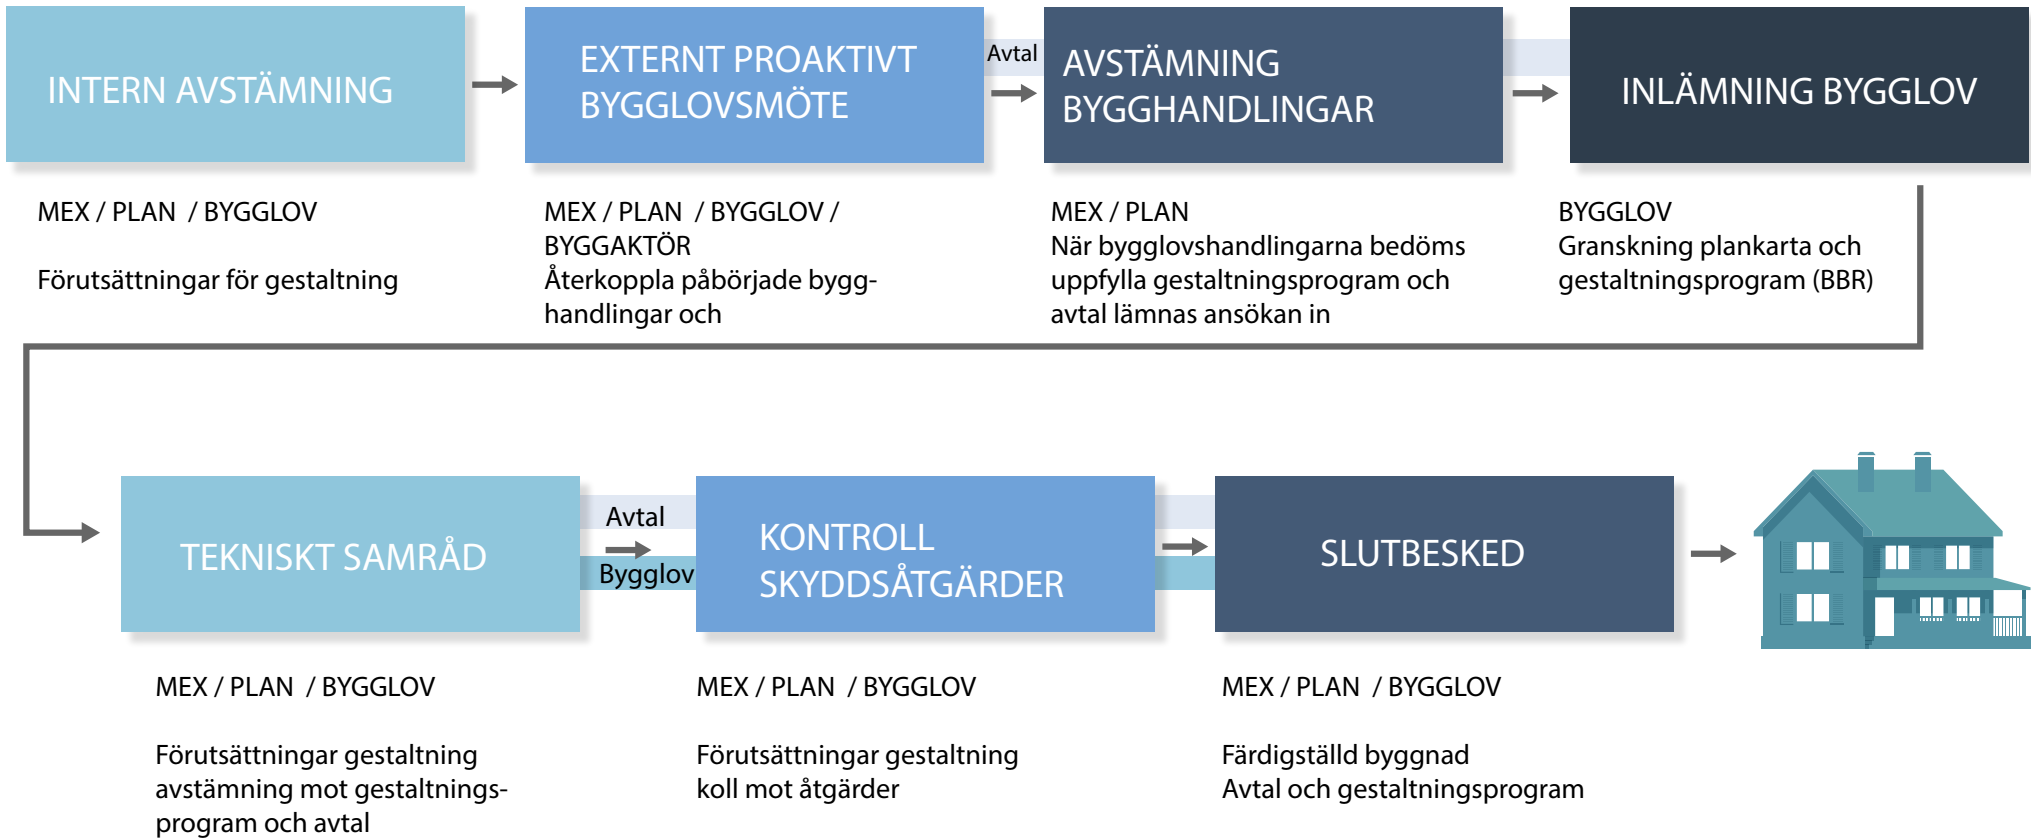 INTERN AVSTÄMNING
EXTERNT PROAKTIVT
BYGGLOVSMÖTE
Avtal
AVSTÄMNING
BYGGHANDLINGAR
INLÄMNING BYGGLOV
MEX / PLAN / BYGGLOV
Förutsättningar för gestaltning
MEX / PLAN / BYGGLOV /
BYGGAKTÖR
Återkoppla påbörjade bygg-
handlingar och
MEX / PLAN
När bygglovshandlingarna bedöms
uppfylla gestaltningsprogram och
avtal lämnas ansökan in
BYGGLOV
Granskning plankarta och
gestaltningsprogram (BBR)
TEKNISKT SAMRÅD
Avtal
Bygglov
KONTROLL
SKYDDSÅTGÄRDER
SLUTBESKED
MEX / PLAN / BYGGLOV
Förutsättningar gestaltning
avstämning mot gestaltnings-
program och avtal
MEX / PLAN / BYGGLOV
Förutsättningar gestaltning
koll mot åtgärder
MEX / PLAN / BYGGLOV
Färdigställd byggnad
Avtal och gestaltningsprogram